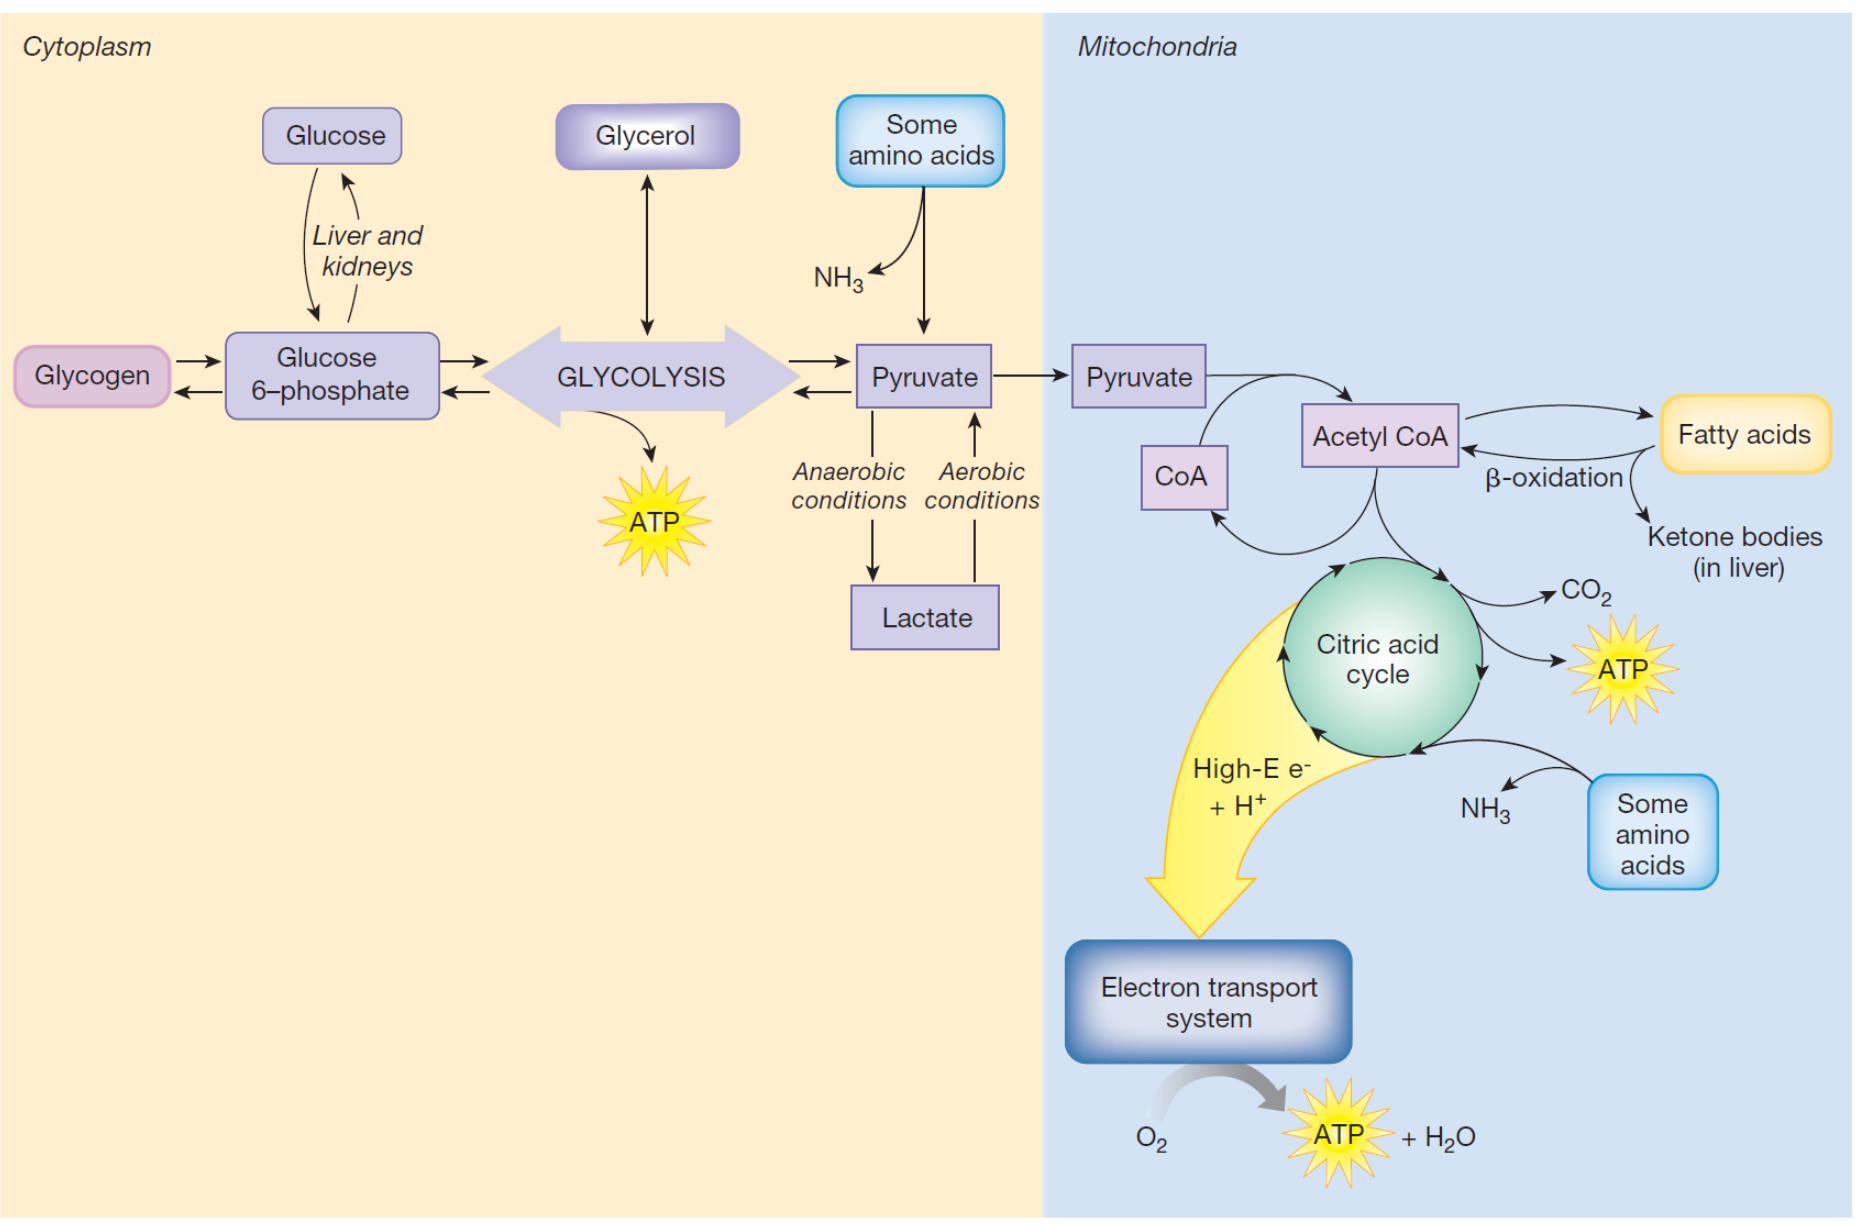 Cytoplasm
Mitochondria
Glucose
Glycerol
Some
amino acids
Liver and
kidneys
NH₃
Glycogen
Glucose
6–phosphate
GLYCOLYSIS
Pyruvate
Pyruvate
Acetyl CoA
Fatty acids
CoA
β-oxidation
Anaerobic
conditions
Aerobic
conditions
ATP
Ketone bodies
(in liver)
Lactate
CO₂
Citric acid
cycle
ATP
High-E e⁻
+ H⁺
NH₃
Some
amino
acids
Electron transport
system
O₂
ATP + H₂O